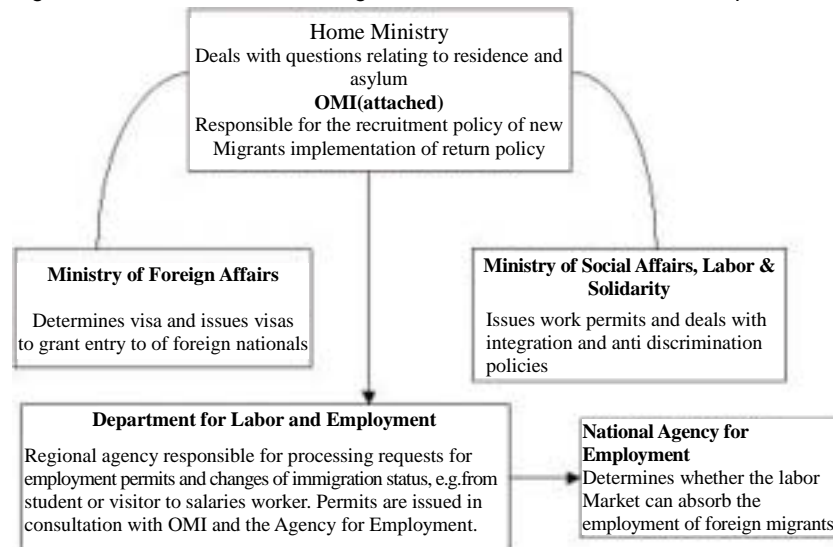 Home Ministry
Deals with questions relating to residence and
asylum
OMI(attached)
Responsible for the recruitment policy of new
Migrants implementation of return policy
Ministry of Foreign Affairs
Determines visa and issues visas
to grant entry to of foreign nationals
Ministry of Social Affairs, Labor &
Solidarity
Issues work permits and deals with
integration and anti discrimination
policies
Department for Labor and Employment
Regional agency responsible for processing requests for
employment permits and changes of immigration status, e.g.from
student or visitor to salaries worker. Permits are issued in
consultation with OMI and the Agency for Employment.
National Agency for
Employment
Determines whether the labor
Market can absorb the
employment of foreign migrants